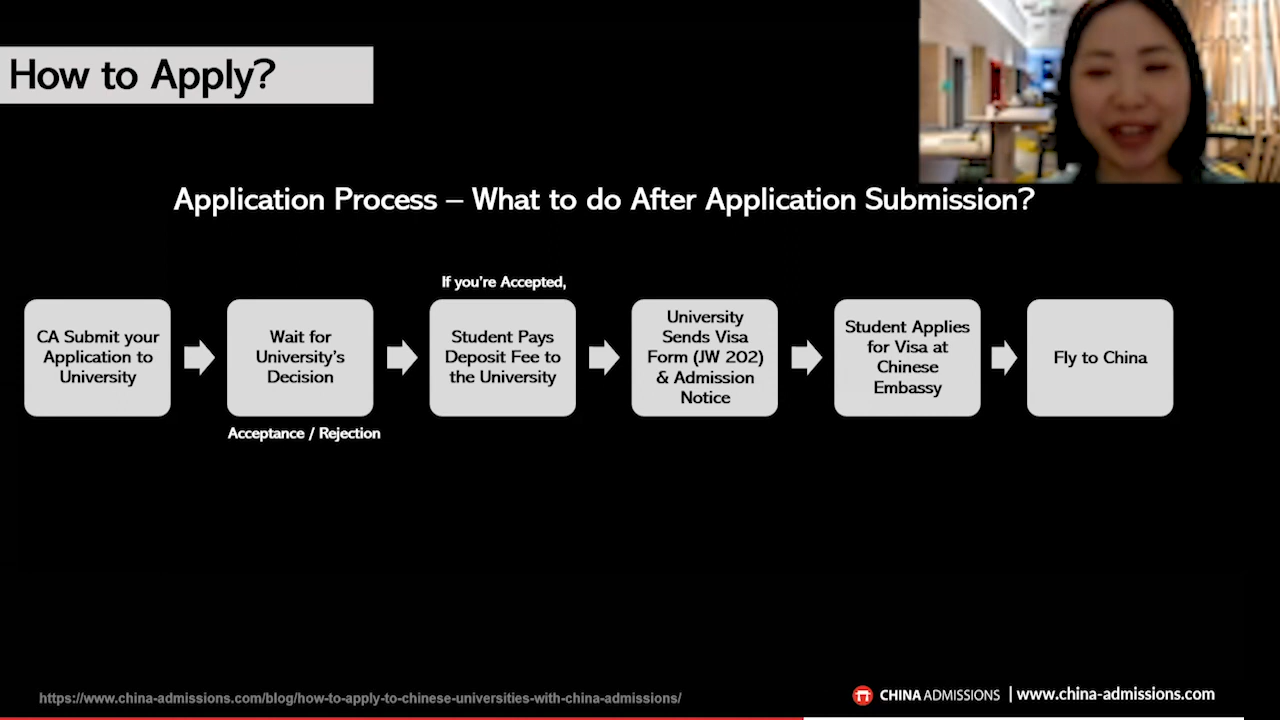 How to Apply?
Application Process – What to do After Application Submission?
If you're Accepted,
CA Submit your
Application to
University
Wait for
University's
Decision
Student Pays
Deposit Fee to
the University
University
Sends Visa
Form (JW 202)
& Admission
Notice
Student Applies
for Visa at
Chinese
Embassy
Fly to China
Acceptance / Rejection
https://www.china-admissions.com/blog/how-to-apply-to-chinese-universities-with-china-admissions/
CHINA ADMISSIONS | www.china-admissions.com